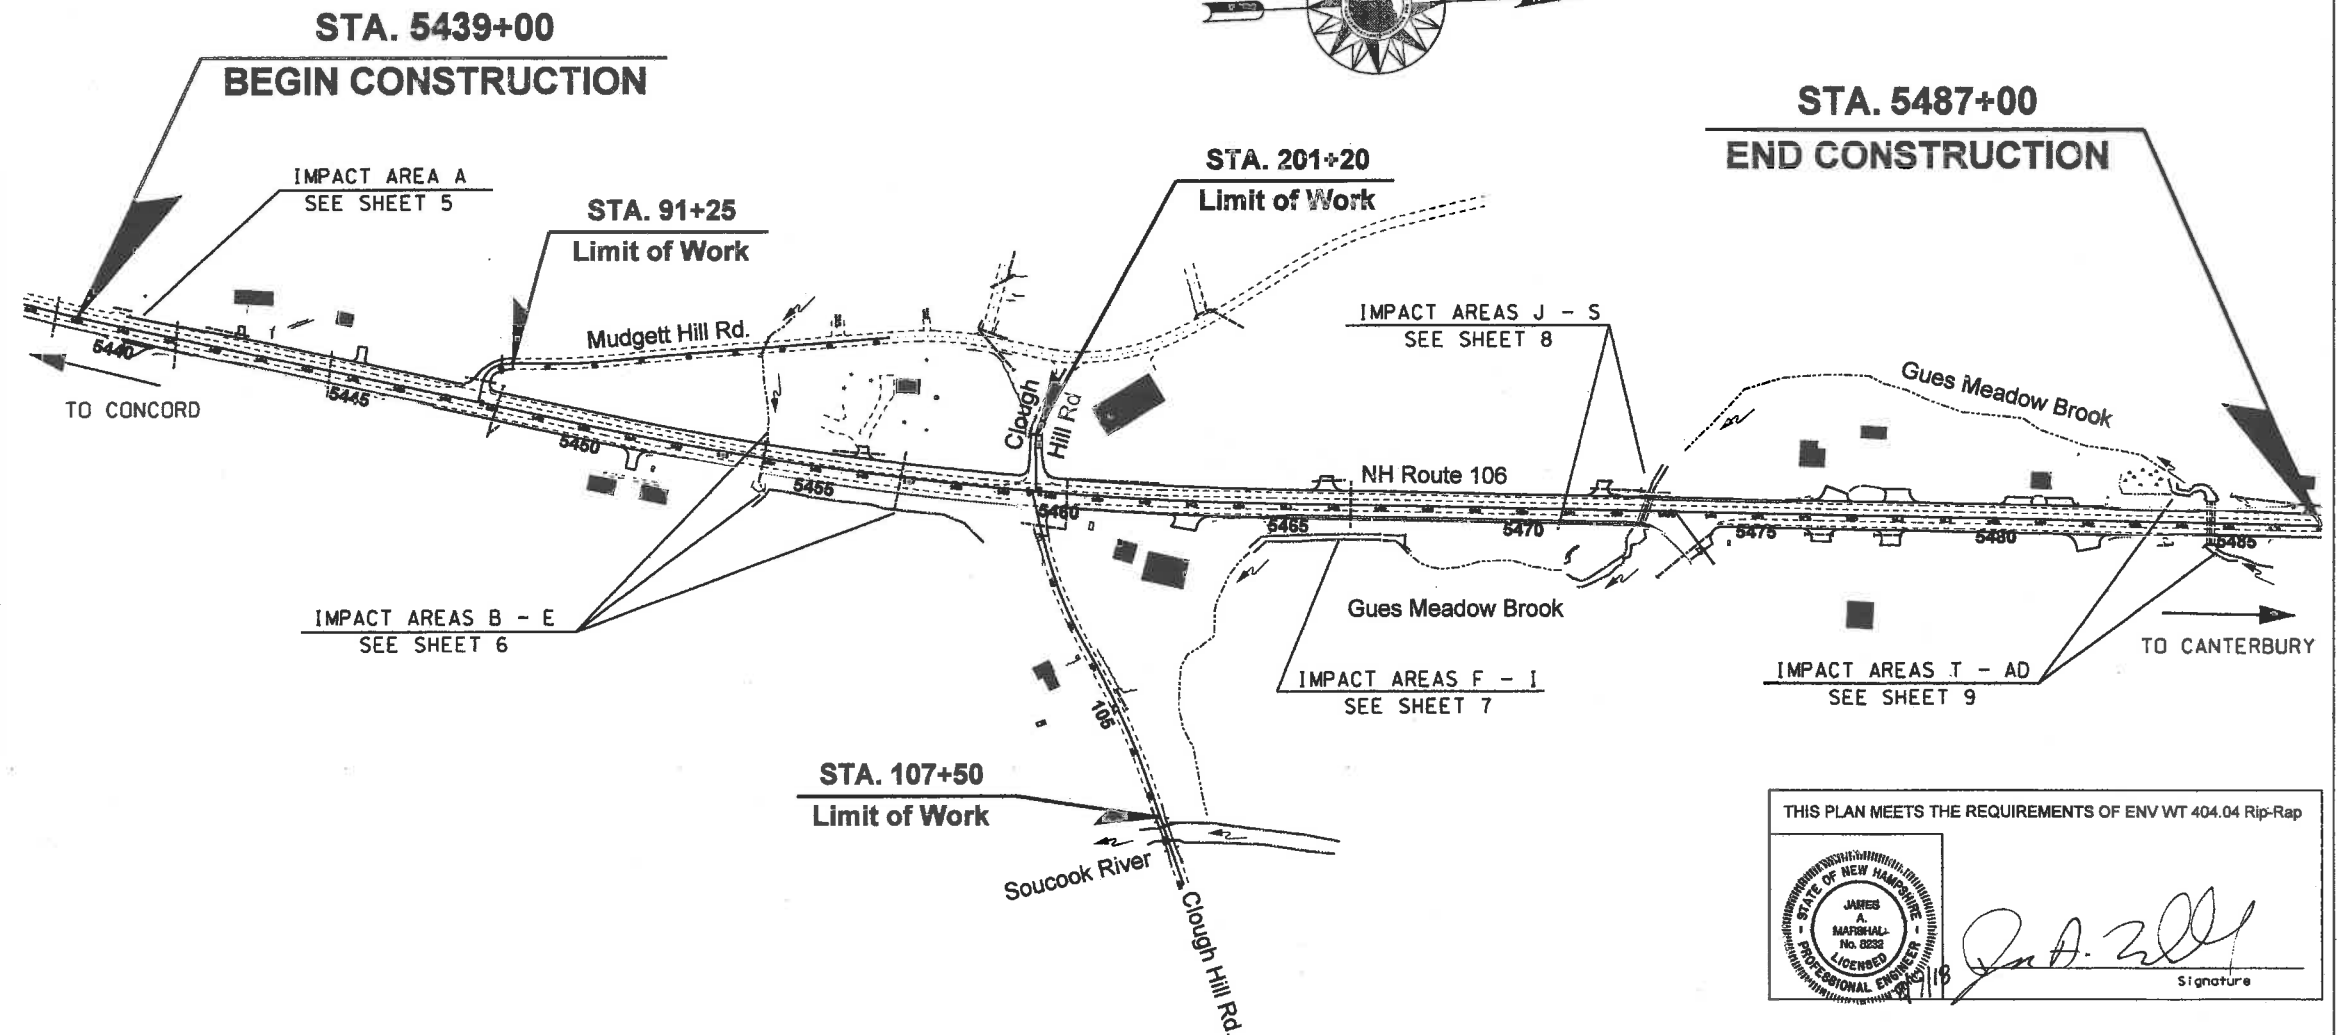 STA. 5439+00
BEGIN CONSTRUCTION
STA. 5487+00
END CONSTRUCTION
STA. 201+20
Limit of Work
IMPACT AREA A
SEE SHEET 5
STA. 91+25
Limit of Work
IMPACT AREAS J - S
SEE SHEET 8
Mudgett Hill Rd.
Clough
Hill Rd
Gues Meadow Brook
5440
5445
5450
5455
5460
5465
5470
5475
5480
5485
TO CONCORD
NH Route 106
IMPACT AREAS B - E
SEE SHEET 6
Gues Meadow Brook
TO CANTERBURY
IMPACT AREAS F - I
SEE SHEET 7
IMPACT AREAS T - AD
SEE SHEET 9
105
STA. 107+50
Limit of Work
Soucook River
Clough Hill Rd.
THIS PLAN MEETS THE REQUIREMENTS OF ENV WT 404.04 Rip-Rap
STATE OF NEW HAMPSHIRE
JAMES
A.
MARSHALL
No. 8232
LICENSED
PROFESSIONAL ENGINEER
Signature